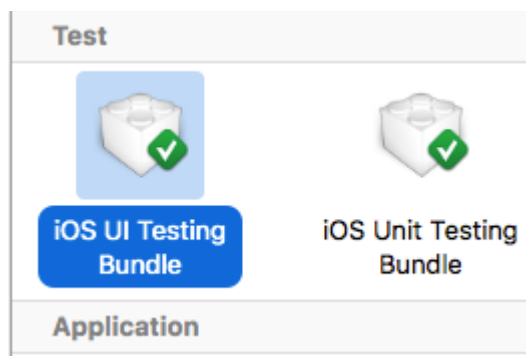 Test
iOS UI Testing
Bundle
iOS Unit Testing
Bundle
Application